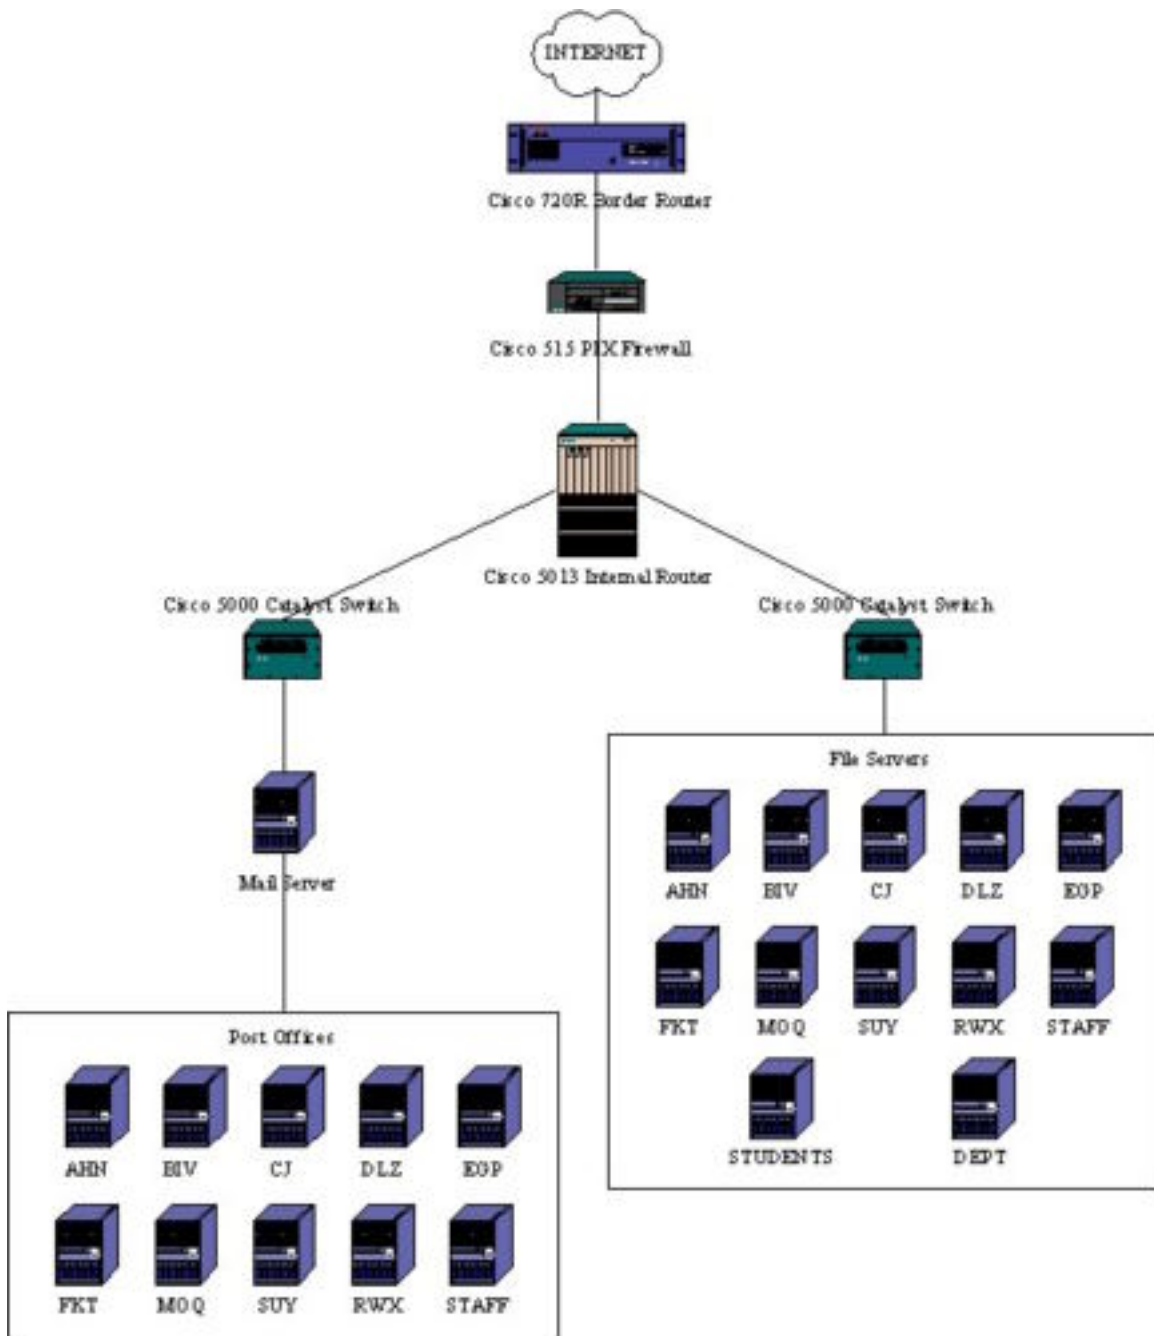 INTERNET
Cisco 720R Border Router
Cisco 515 PIX Firewall
Cisco 5013 Internal Router
Cisco 5000 Catalyst Switch
Cisco 5000 Catalyst Switch
Mail Server
File Servers
AHN BIV CJ DLZ EGP
FKT MOQ SUY RWX STAFF
STUDENTS DEPT
Post Offices
AHN BIV CJ DLZ EGP
FKT MOQ SUY RWX STAFF